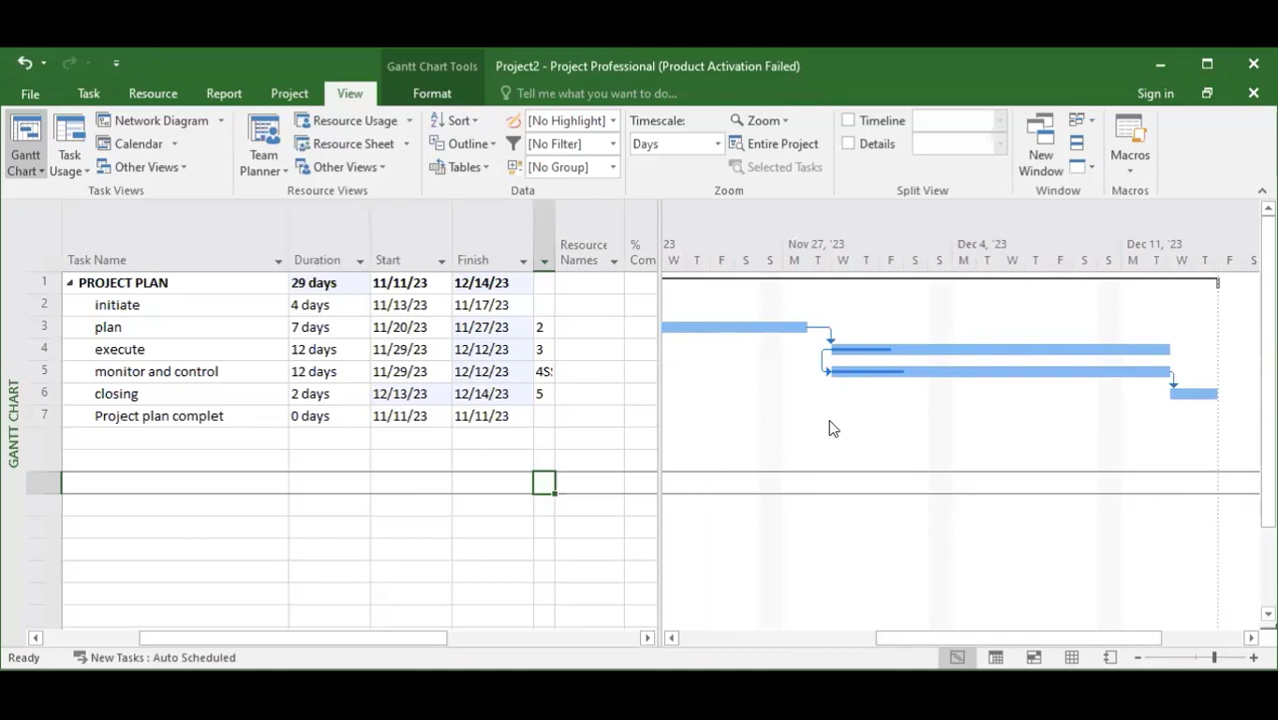 Gantt Chart Tools
Project2 - Project Professional (Product Activation Failed)
File Task Resource Report Project View Format Tell me what you want to do... Sign in
Gantt Chart
Task Usage
Network Diagram
Calendar
Other Views
Task Views
Team Planner
Resource Usage
Resource Sheet
Other Views
Resource Views
Sort
Outline
Tables
[No Highlight]
[No Filter]
[No Group]
Data
Timescale:
Days
Zoom
Entire Project
Selected Tasks
Zoom
Timeline
Details
Split View
New Window
Window
Macros
Macros
Task Name Duration Start Finish Resource Names % Com
23 Nov 27, '23 Dec 4, '23 Dec 11, '23
W T F S S M T W T F S S M T W T F S S M T W T F S
1 PROJECT PLAN 29 days 11/11/23 12/14/23
2 initiate 4 days 11/13/23 11/17/23
3 plan 7 days 11/20/23 11/27/23 2
4 execute 12 days 11/29/23 12/12/23 3
5 monitor and control 12 days 11/29/23 12/12/23 4SS
6 closing 2 days 12/13/23 12/14/23 5
7 Project plan complet 0 days 11/11/23 11/11/23
GANTT CHART
Ready New Tasks : Auto Scheduled